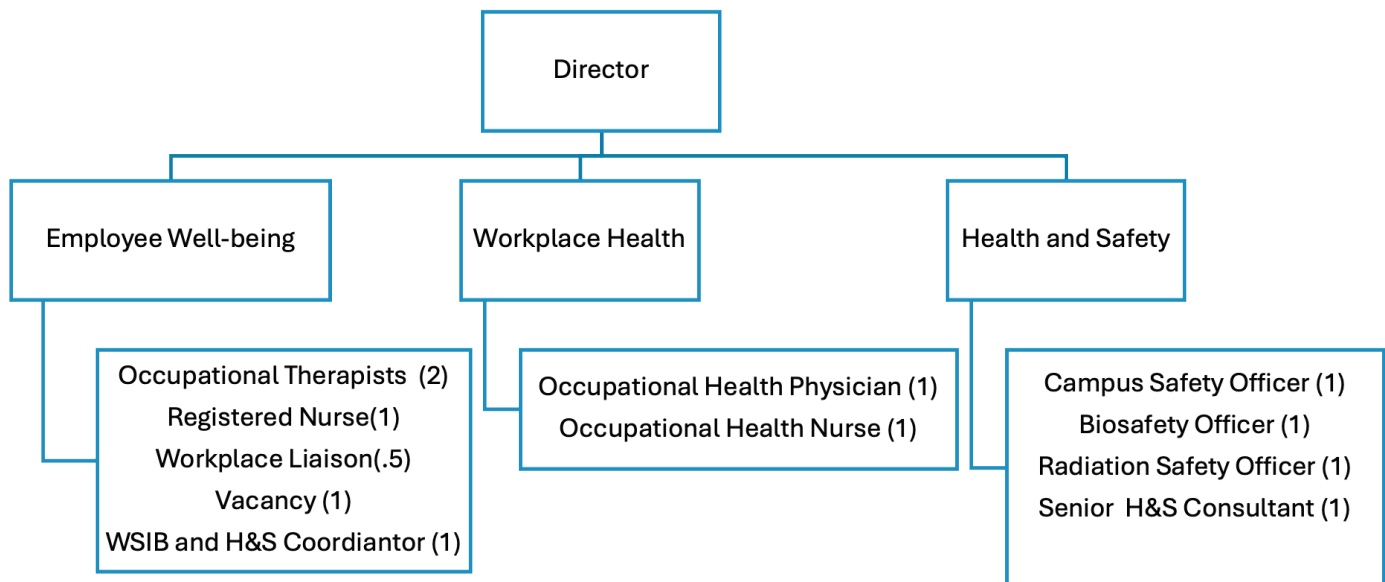 Director
Employee Well-being
Workplace Health
Health and Safety
Occupational Therapists (2)
Registered Nurse(1)
Workplace Liaison(.5)
Vacancy (1)
WSIB and H&S Coordiantor (1)
Occupational Health Physician (1)
Occupational Health Nurse (1)
Campus Safety Officer (1)
Biosafety Officer (1)
Radiation Safety Officer (1)
Senior H&S Consultant (1)